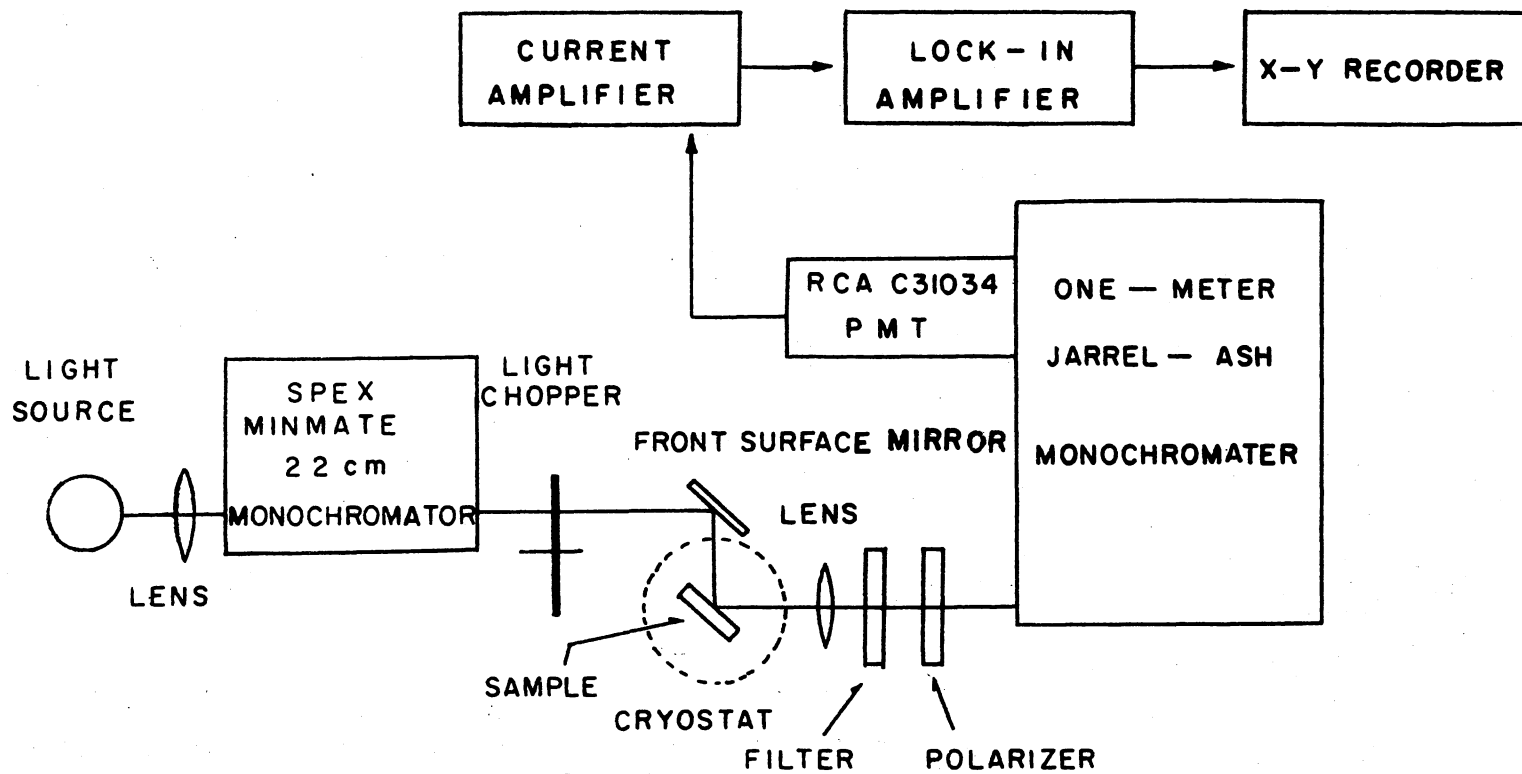 CURRENT
AMPLIFIER
LOCK-IN
AMPLIFIER
X-Y RECORDER
RCA C31034
PMT
ONE - METER
JARREL - ASH
MONOCHROMATER
LIGHT
SOURCE
SPEX
MINMATE
22 cm
MONOCHROMATOR
LIGHT
CHOPPER
FRONT SURFACE MIRROR
LENS
LENS
SAMPLE
CRYOSTAT
FILTER
POLARIZER